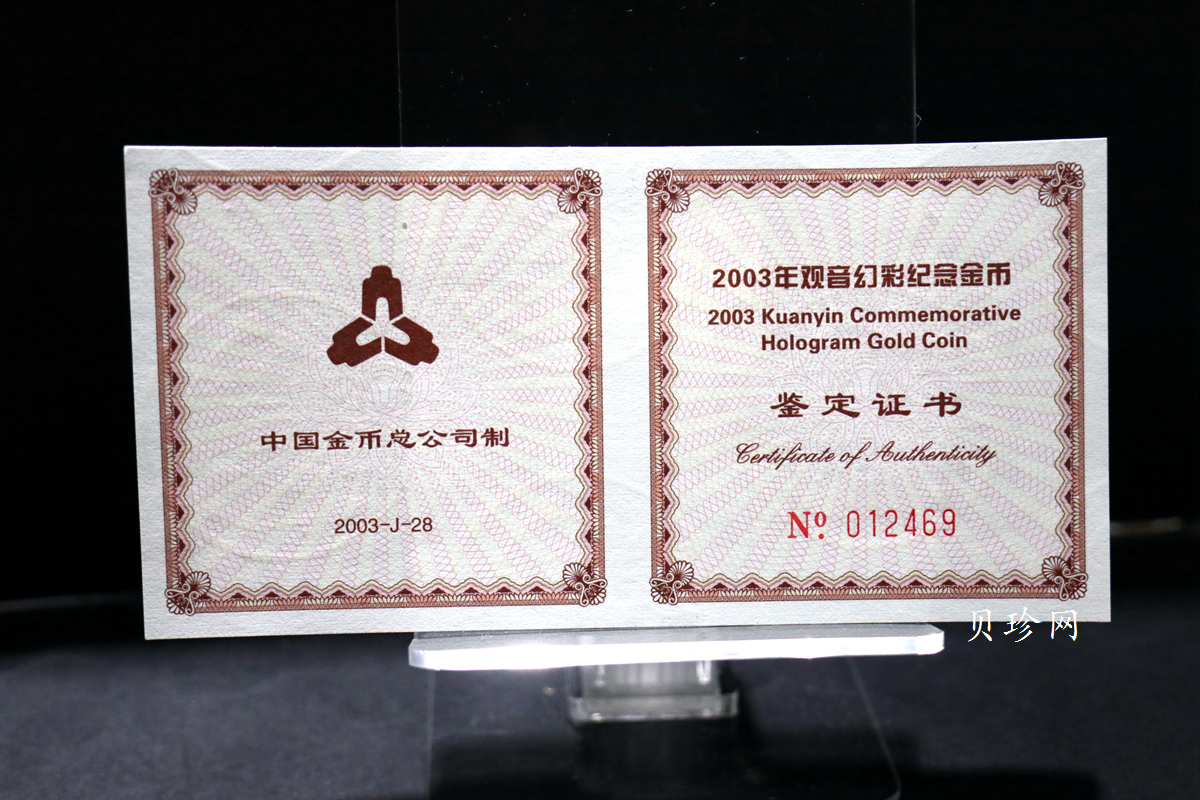 中国金币总公司制
2003-J-28
2003年观音幻彩纪念金币
2003 Kuanyin Commemorative
Hologram Gold Coin
鉴定证书
Certificate of Authenticity
Nº. 012469
贝珍网